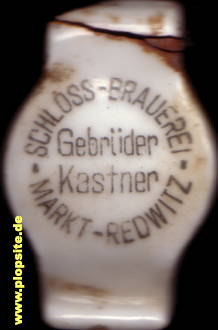 SCHLOSS-BRAUEREI-
Gebrüder
Kastner
MARKT-REDWITZ
www.plopsite.de